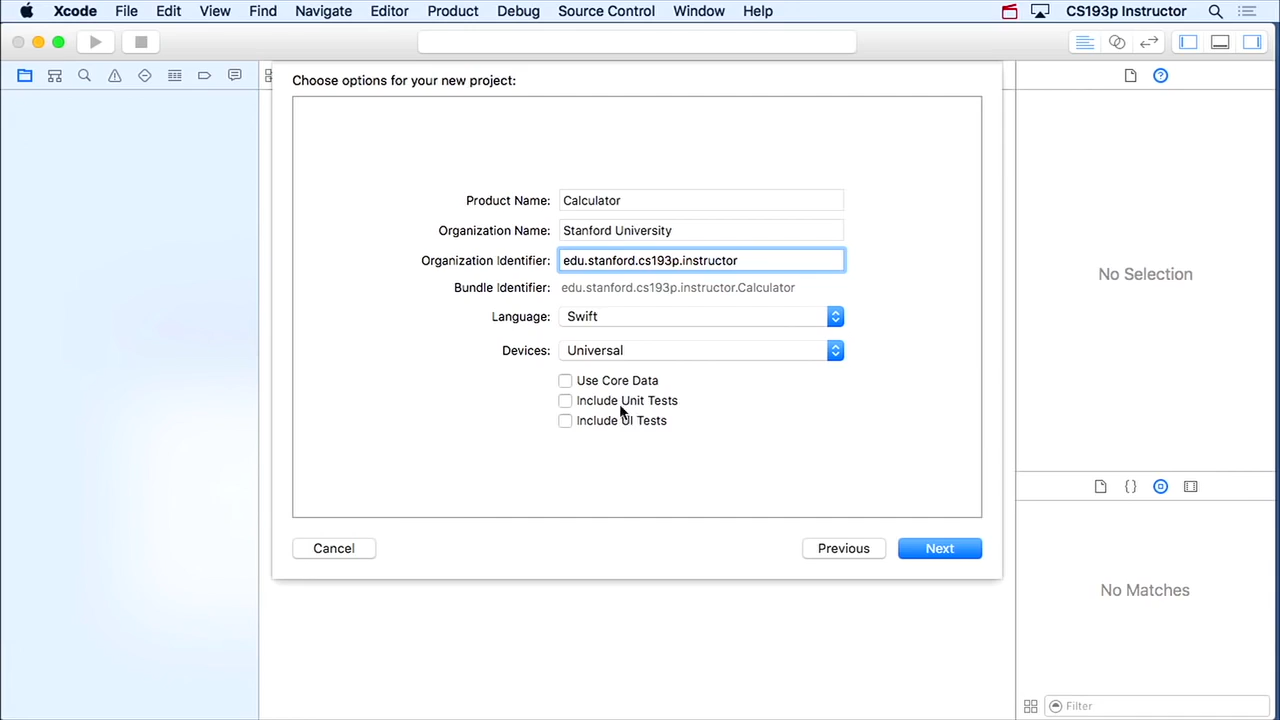 Xcode File Edit View Find Navigate Editor Product Debug Source Control Window Help CS193p Instructor
Choose options for your new project:
Product Name: Calculator
Organization Name: Stanford University
Organization Identifier: edu.stanford.cs193p.instructor
Bundle Identifier: edu.stanford.cs193p.instructor.Calculator
Language: Swift
Devices: Universal
Use Core Data
Include Unit Tests
Include UI Tests
Cancel Previous Next
No Selection
No Matches
Filter